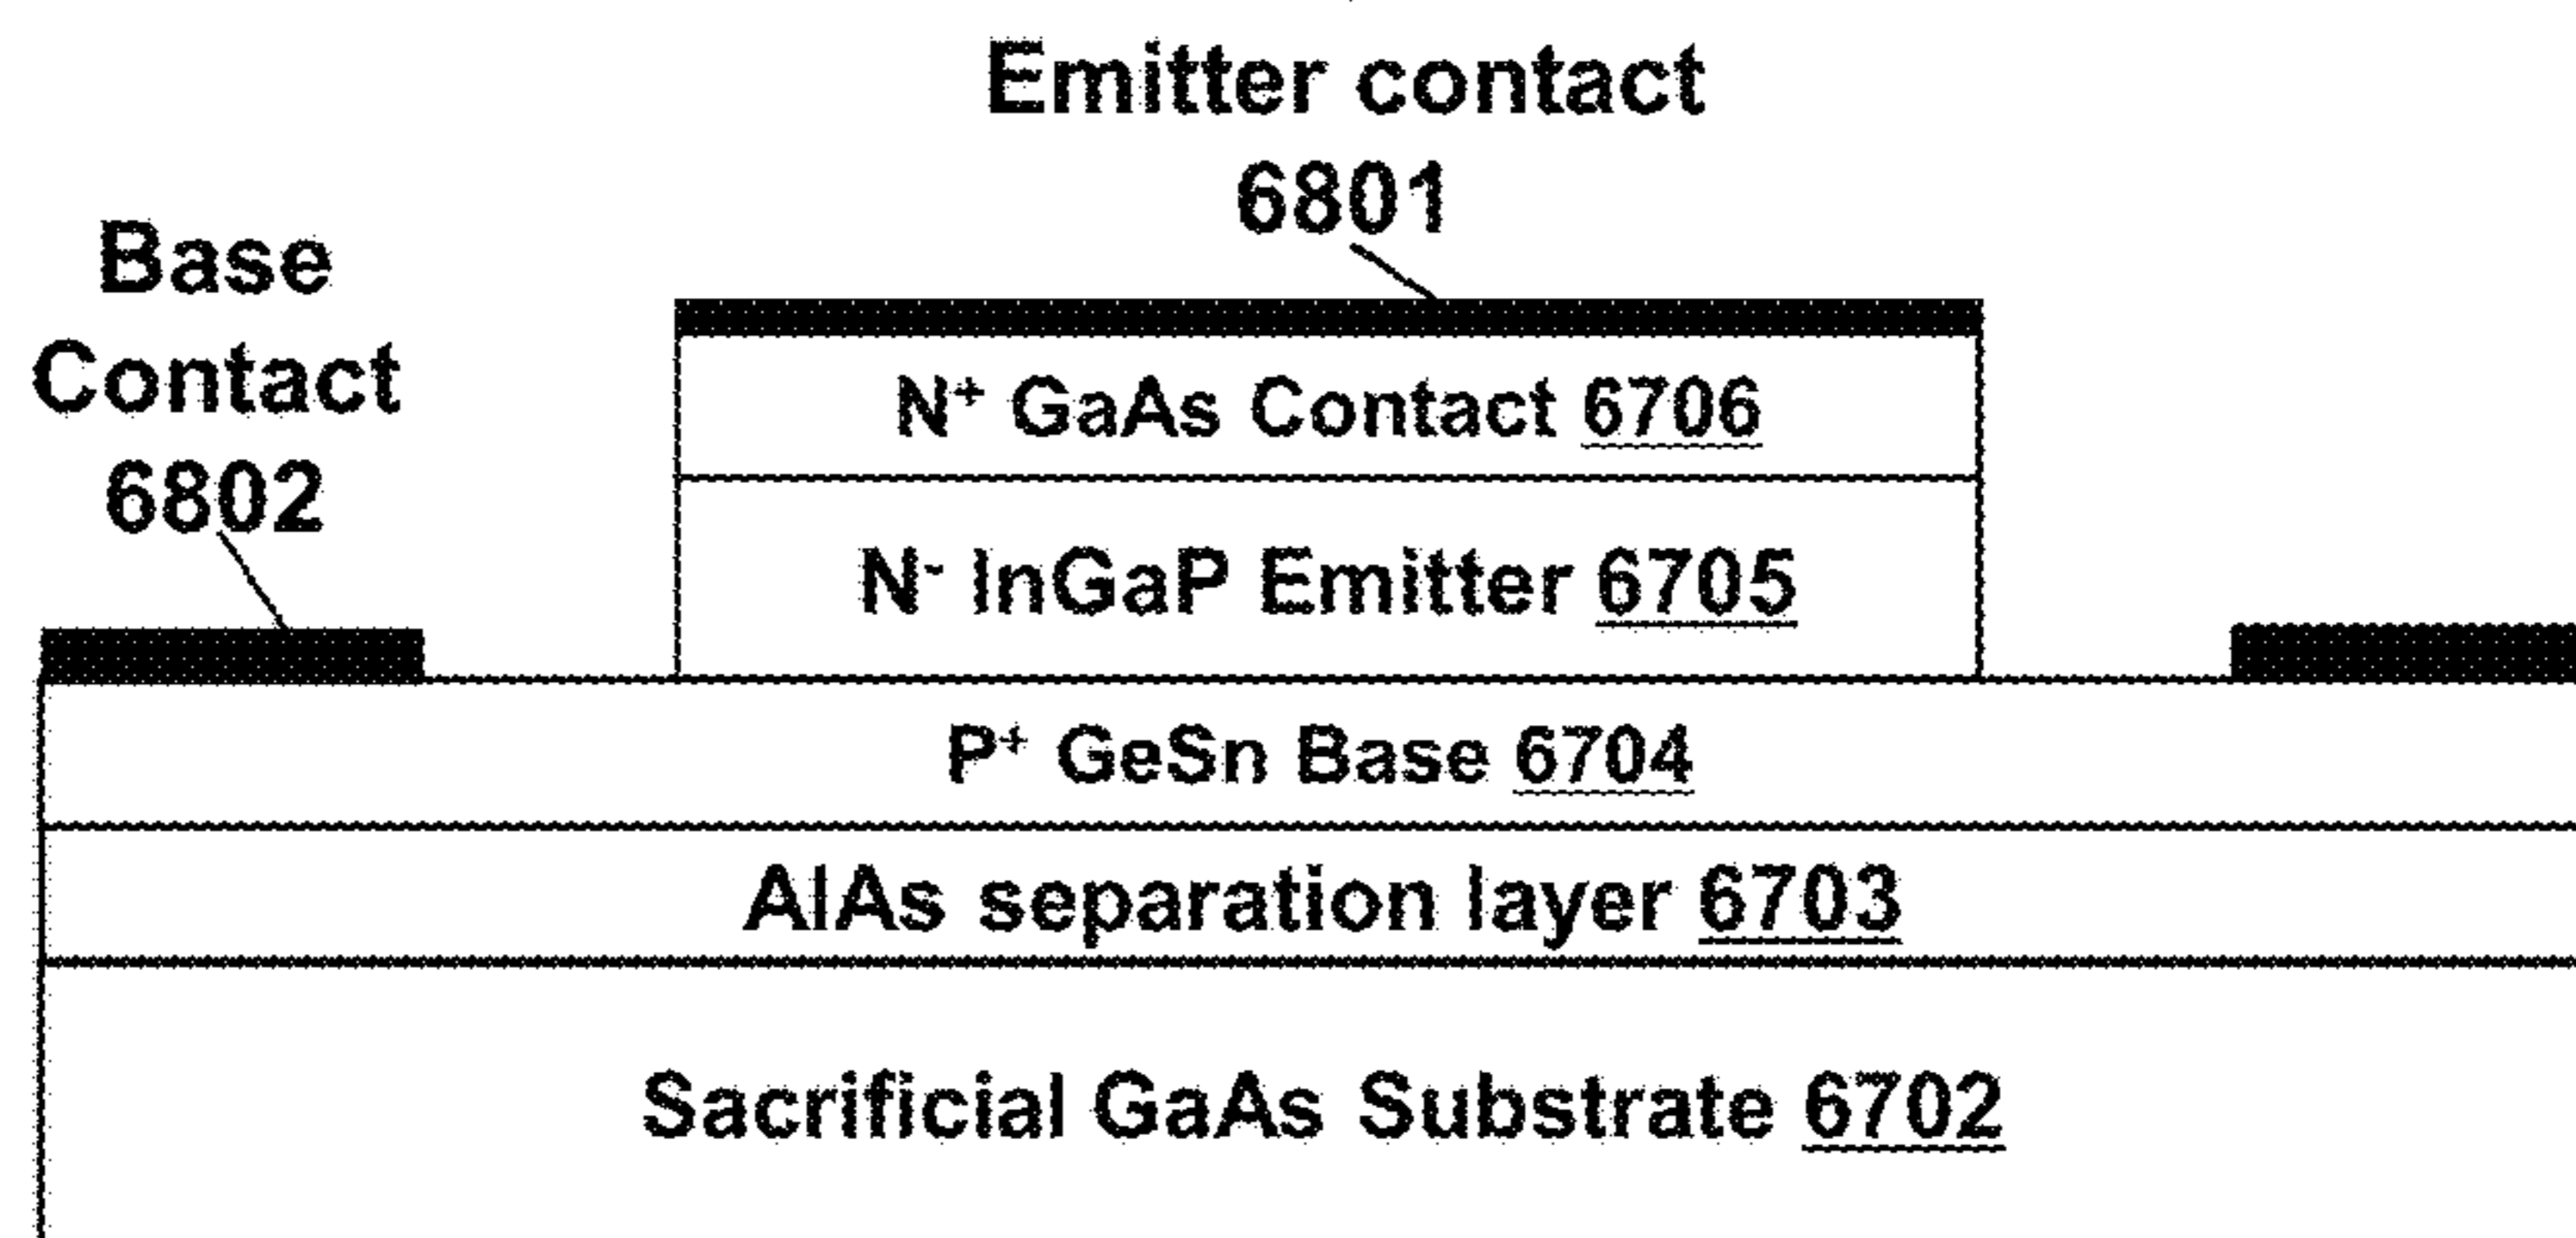 Emitter contact
6801
Base
Contact
6802
N⁺ GaAs Contact 6706
N⁻ InGaP Emitter 6705
P⁺ GeSn Base 6704
AlAs separation layer 6703
Sacrificial GaAs Substrate 6702